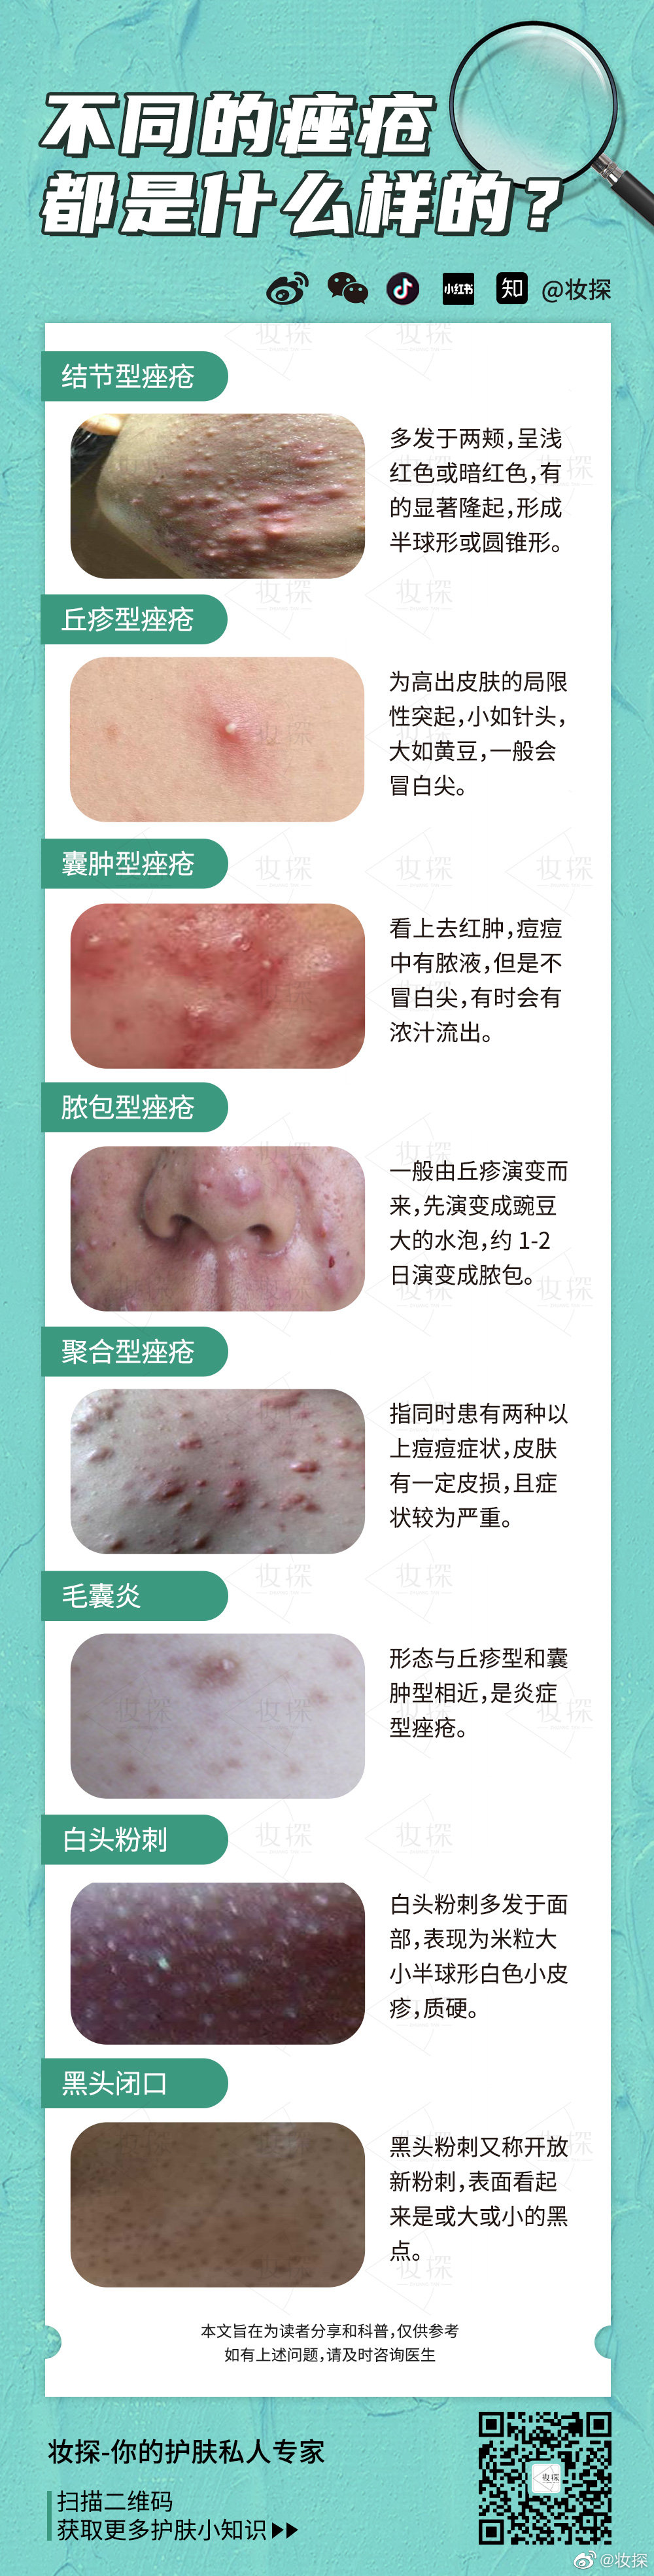 不同的痤疮
都是什么样的?
小红书 知 @妆探
结节型痤疮
多发于两颊,呈浅
红色或暗红色,有
的显著隆起,形成
半球形或圆锥形。
丘疹型痤疮
为高出皮肤的局限
性突起,小如针头,
大如黄豆,一般会
冒白尖。
囊肿型痤疮
看上去红肿,痘痘
中有脓液,但是不
冒白尖,有时会有
浓汁流出。
脓包型痤疮
一般由丘疹演变而
来,先演变成豌豆
大的水泡,约 1-2
日演变成脓包。
聚合型痤疮
指同时患有两种以
上痘痘症状,皮肤
有一定皮损,且症
状较为严重。
毛囊炎
形态与丘疹型和囊
肿型相近,是炎症
型痤疮。
白头粉刺
白头粉刺多发于面
部,表现为米粒大
小半球形白色小皮
疹,质硬。
黑头闭口
黑头粉刺又称开放
新粉刺,表面看起
来是或大或小的黑
点。
本文旨在为读者分享和科普,仅供参考
如有上述问题,请及时咨询医生
妆探-你的护肤私人专家
扫描二维码
获取更多护肤小知识
妆探
@妆探